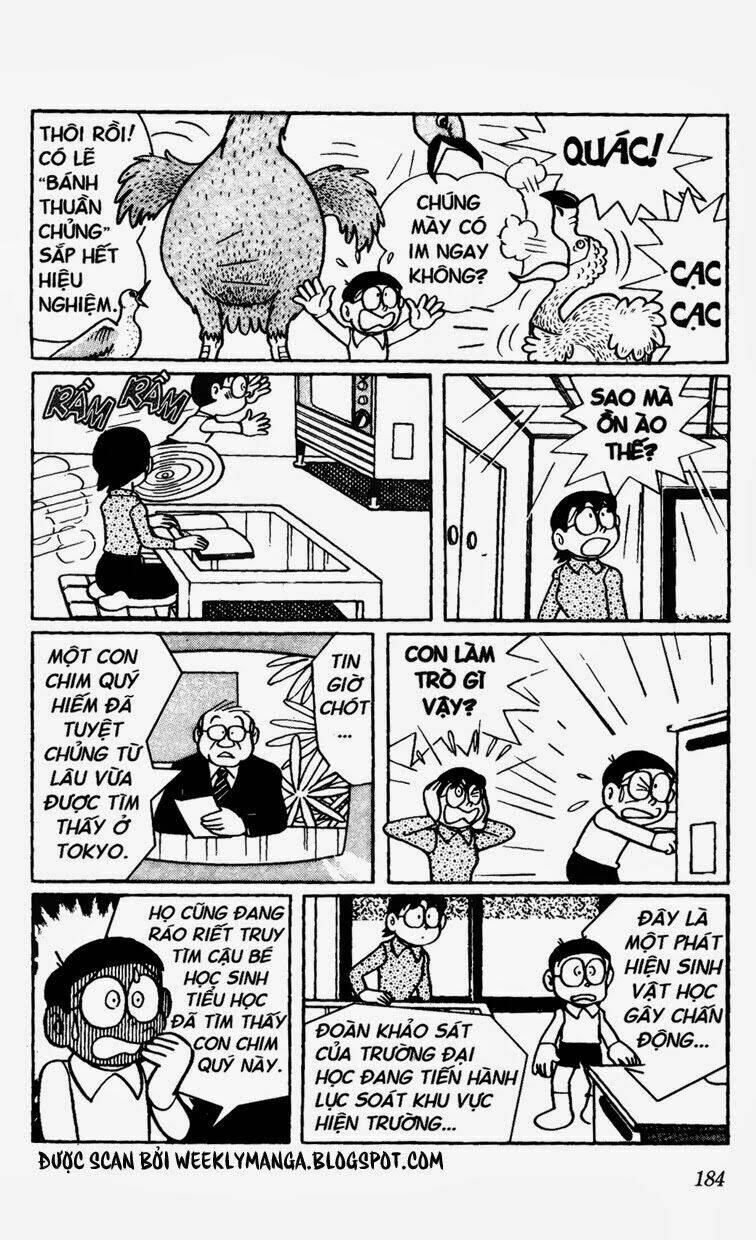 THÔI RỒI!
CÓ LẼ
"BÁNH
THUẦN
CHỦNG"
SẮP HẾT
HIỆU
NGHIỆM.
CHÚNG
MÀY CÓ
IM NGAY
KHÔNG?
QUÁC!
CẠC
CẠC
RẦM RẦM
SAO MÀ
ỒN ÀO
THẾ?
MỘT CON
CHIM QUÝ
HIẾM ĐÃ
TUYỆT
CHỦNG TỪ
LÂU VỪA
ĐƯỢC TÌM
THẤY Ở
TOKYO.
TIN
GIỜ
CHÓT
...
CON LÀM
TRÒ GÌ
VẬY?
HỌ CŨNG ĐANG
RÁO RIẾT TRUY
TÌM CẬU BÉ
HỌC SINH
TIỂU HỌC
ĐÃ TÌM THẤY
CON CHIM
QUÝ NÀY.
ĐOÀN KHẢO SÁT
CỦA TRƯỜNG ĐẠI
HỌC ĐANG TIẾN HÀNH
LỤC SOÁT KHU VỰC
HIỆN TRƯỜNG...
ĐÂY LÀ
MỘT PHÁT
HIỆN SINH
VẬT HỌC
GÂY CHẤN
ĐỘNG...
ĐƯỢC SCAN BỞI WEEKLYMANGA.BLOGSPOT.COM
184